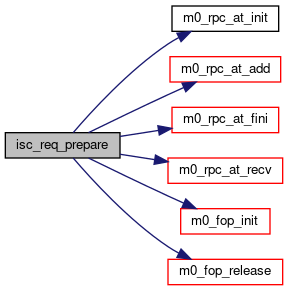 m0_rpc_at_init
m0_rpc_at_add
m0_rpc_at_fini
isc_req_prepare
m0_rpc_at_recv
m0_fop_init
m0_fop_release